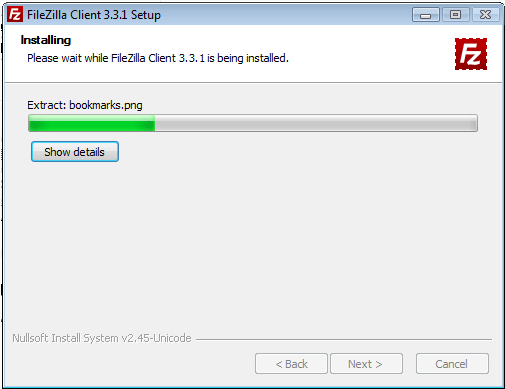 FileZilla Client 3.3.1 Setup
Installing
Please wait while FileZilla Client 3.3.1 is being installed.
Fz
Extract: bookmarks.png
Show details
Nullsoft Install System v2.45-Unicode
< Back
Next >
Cancel